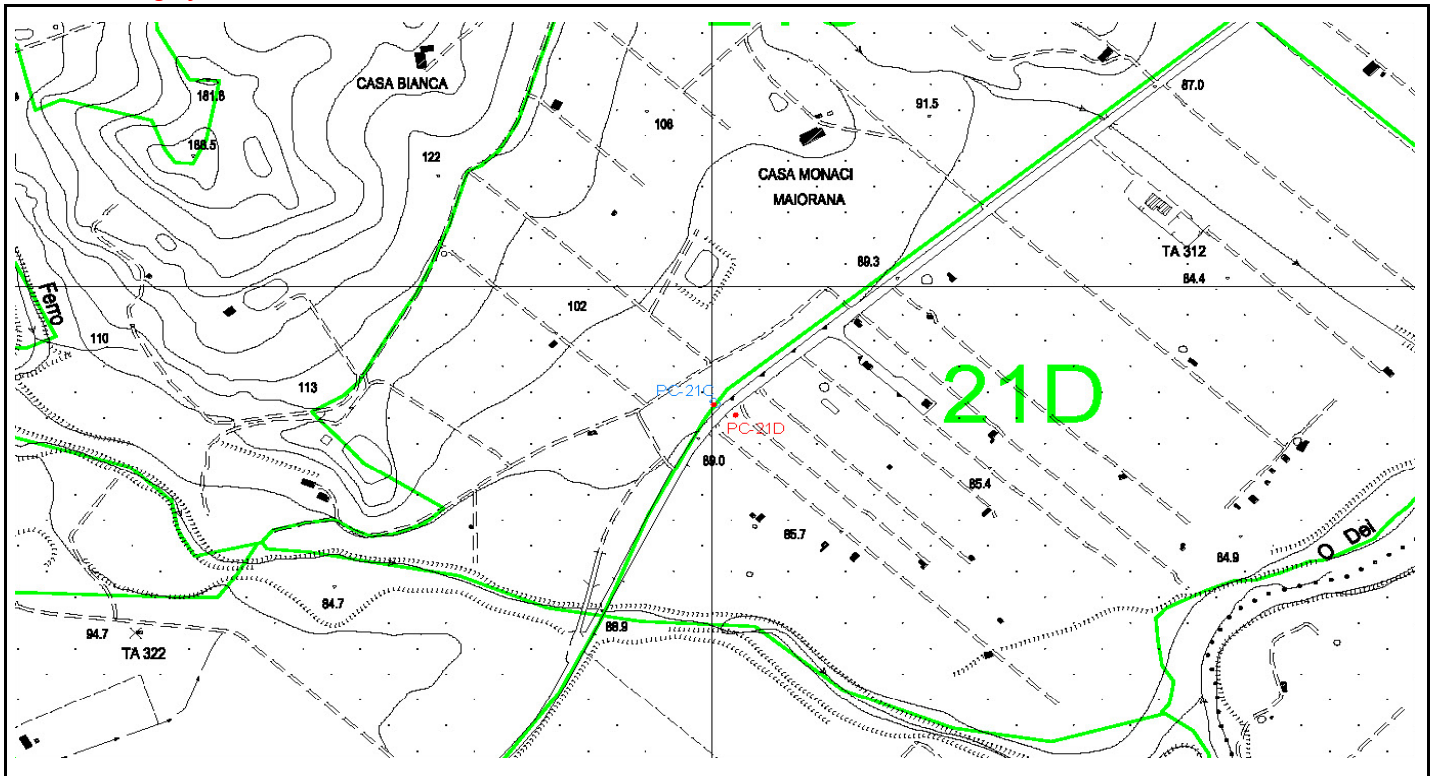 CASA BIANCA
181.8
188.5
122
106
91.5
87.0
CASA MONACI
MAIORANA
TA 312
84.4
89.3
Ferro
102
110
113
21D
PC-21C
PC-21D
89.0
85.4
85.7
84.9
O Dei
84.7
88.9
94.7
TA 322